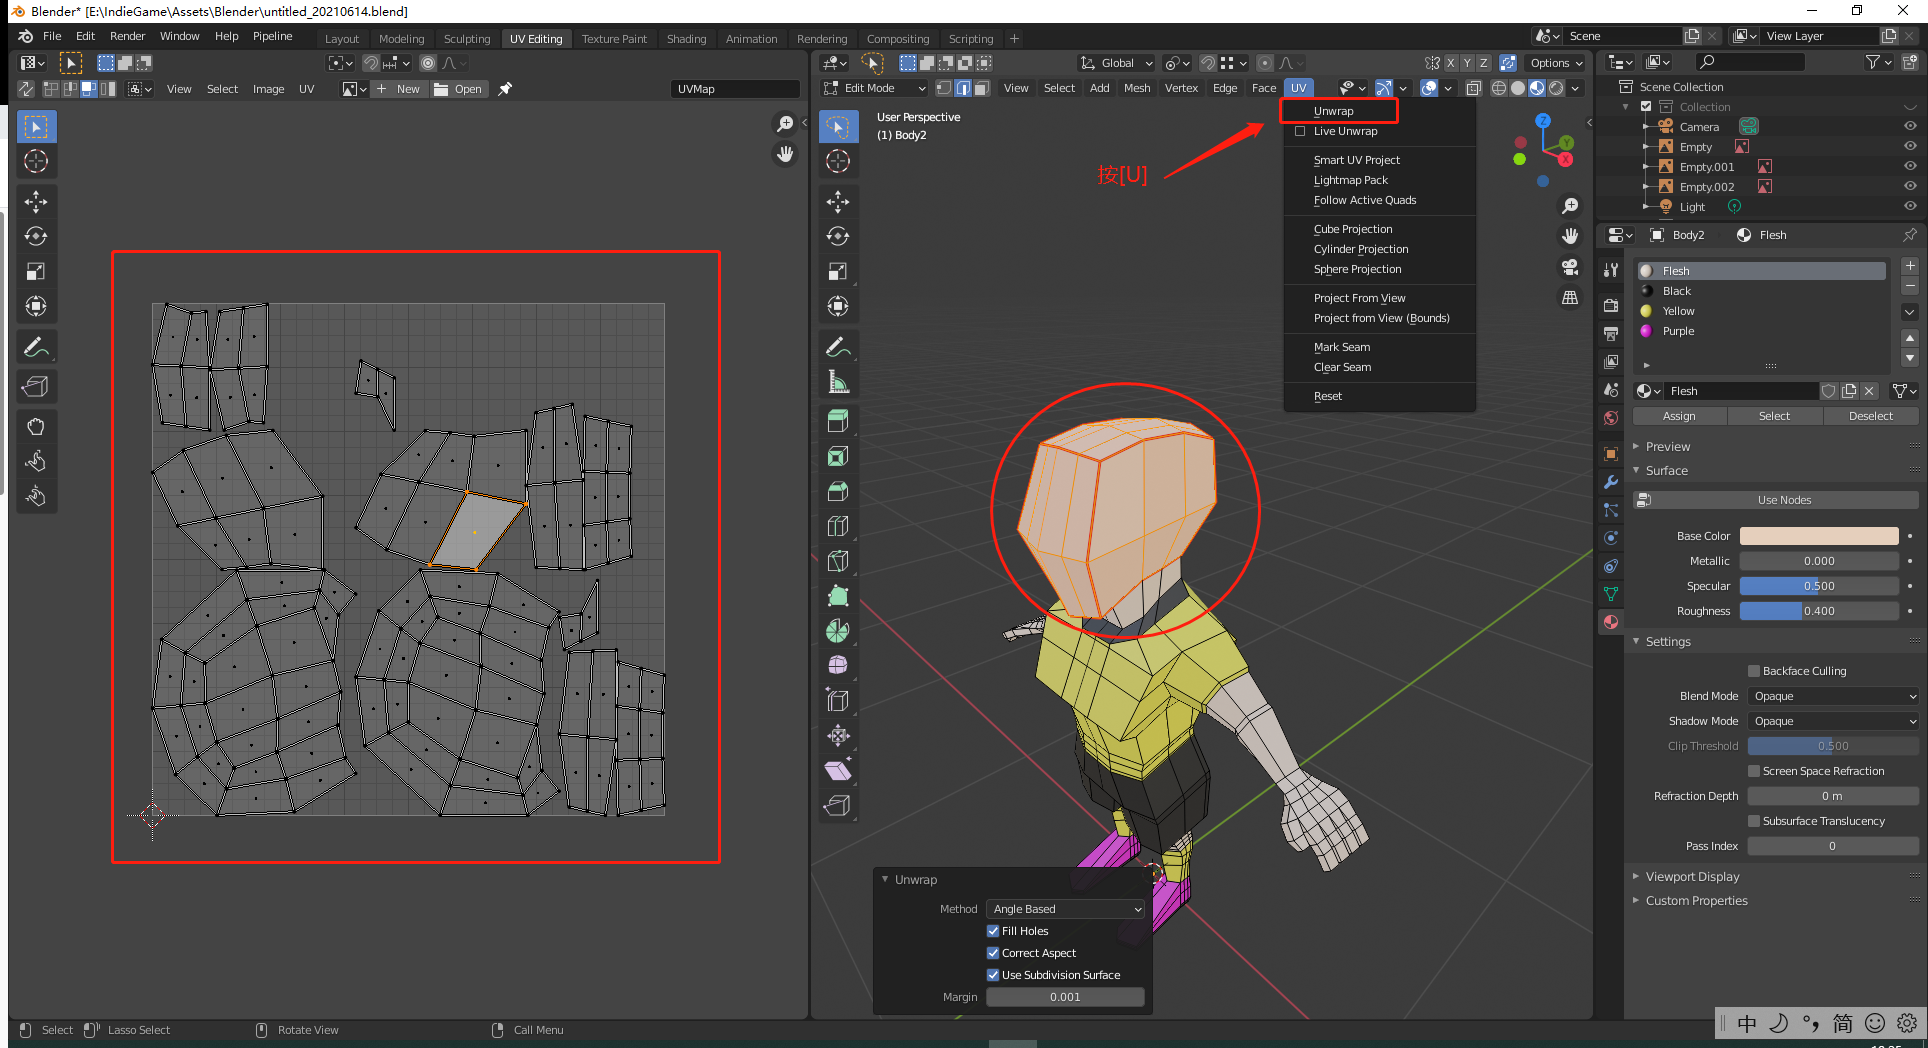 Blender* [E:\IndieGame\Assets\Blender\untitled_20210614.blend]
File Edit Render Window Help Pipeline
Layout Modeling Sculpting UV Editing Texture Paint Shading Animation Rendering Compositing Scripting +
Scene
View Layer
Global
X Y Z
Options
View Select Image UV
+ New
Open
UVMap
Edit Mode
View Select Add Mesh Vertex Edge Face UV
User Perspective
(1) Body2
按[U]
Unwrap
Live Unwrap
Smart UV Project
Lightmap Pack
Follow Active Quads
Cube Projection
Cylinder Projection
Sphere Projection
Project From View
Project from View (Bounds)
Mark Seam
Clear Seam
Reset
Z
Y
X
Unwrap
Method Angle Based
Fill Holes
Correct Aspect
Use Subdivision Surface
Margin 0.001
Scene Collection
Collection
Camera
Empty
Empty.001
Empty.002
Light
Body2 Flesh
Flesh
Black
Yellow
Purple
Flesh
Assign Select Deselect
Preview
Surface
Use Nodes
Base Color
Metallic 0.000
Specular 0.500
Roughness 0.400
Settings
Backface Culling
Blend Mode Opaque
Shadow Mode Opaque
Clip Threshold 0.500
Screen Space Refraction
Refraction Depth 0 m
Subsurface Translucency
Pass Index 0
Viewport Display
Custom Properties
Select Lasso Select Rotate View Call Menu
中 简